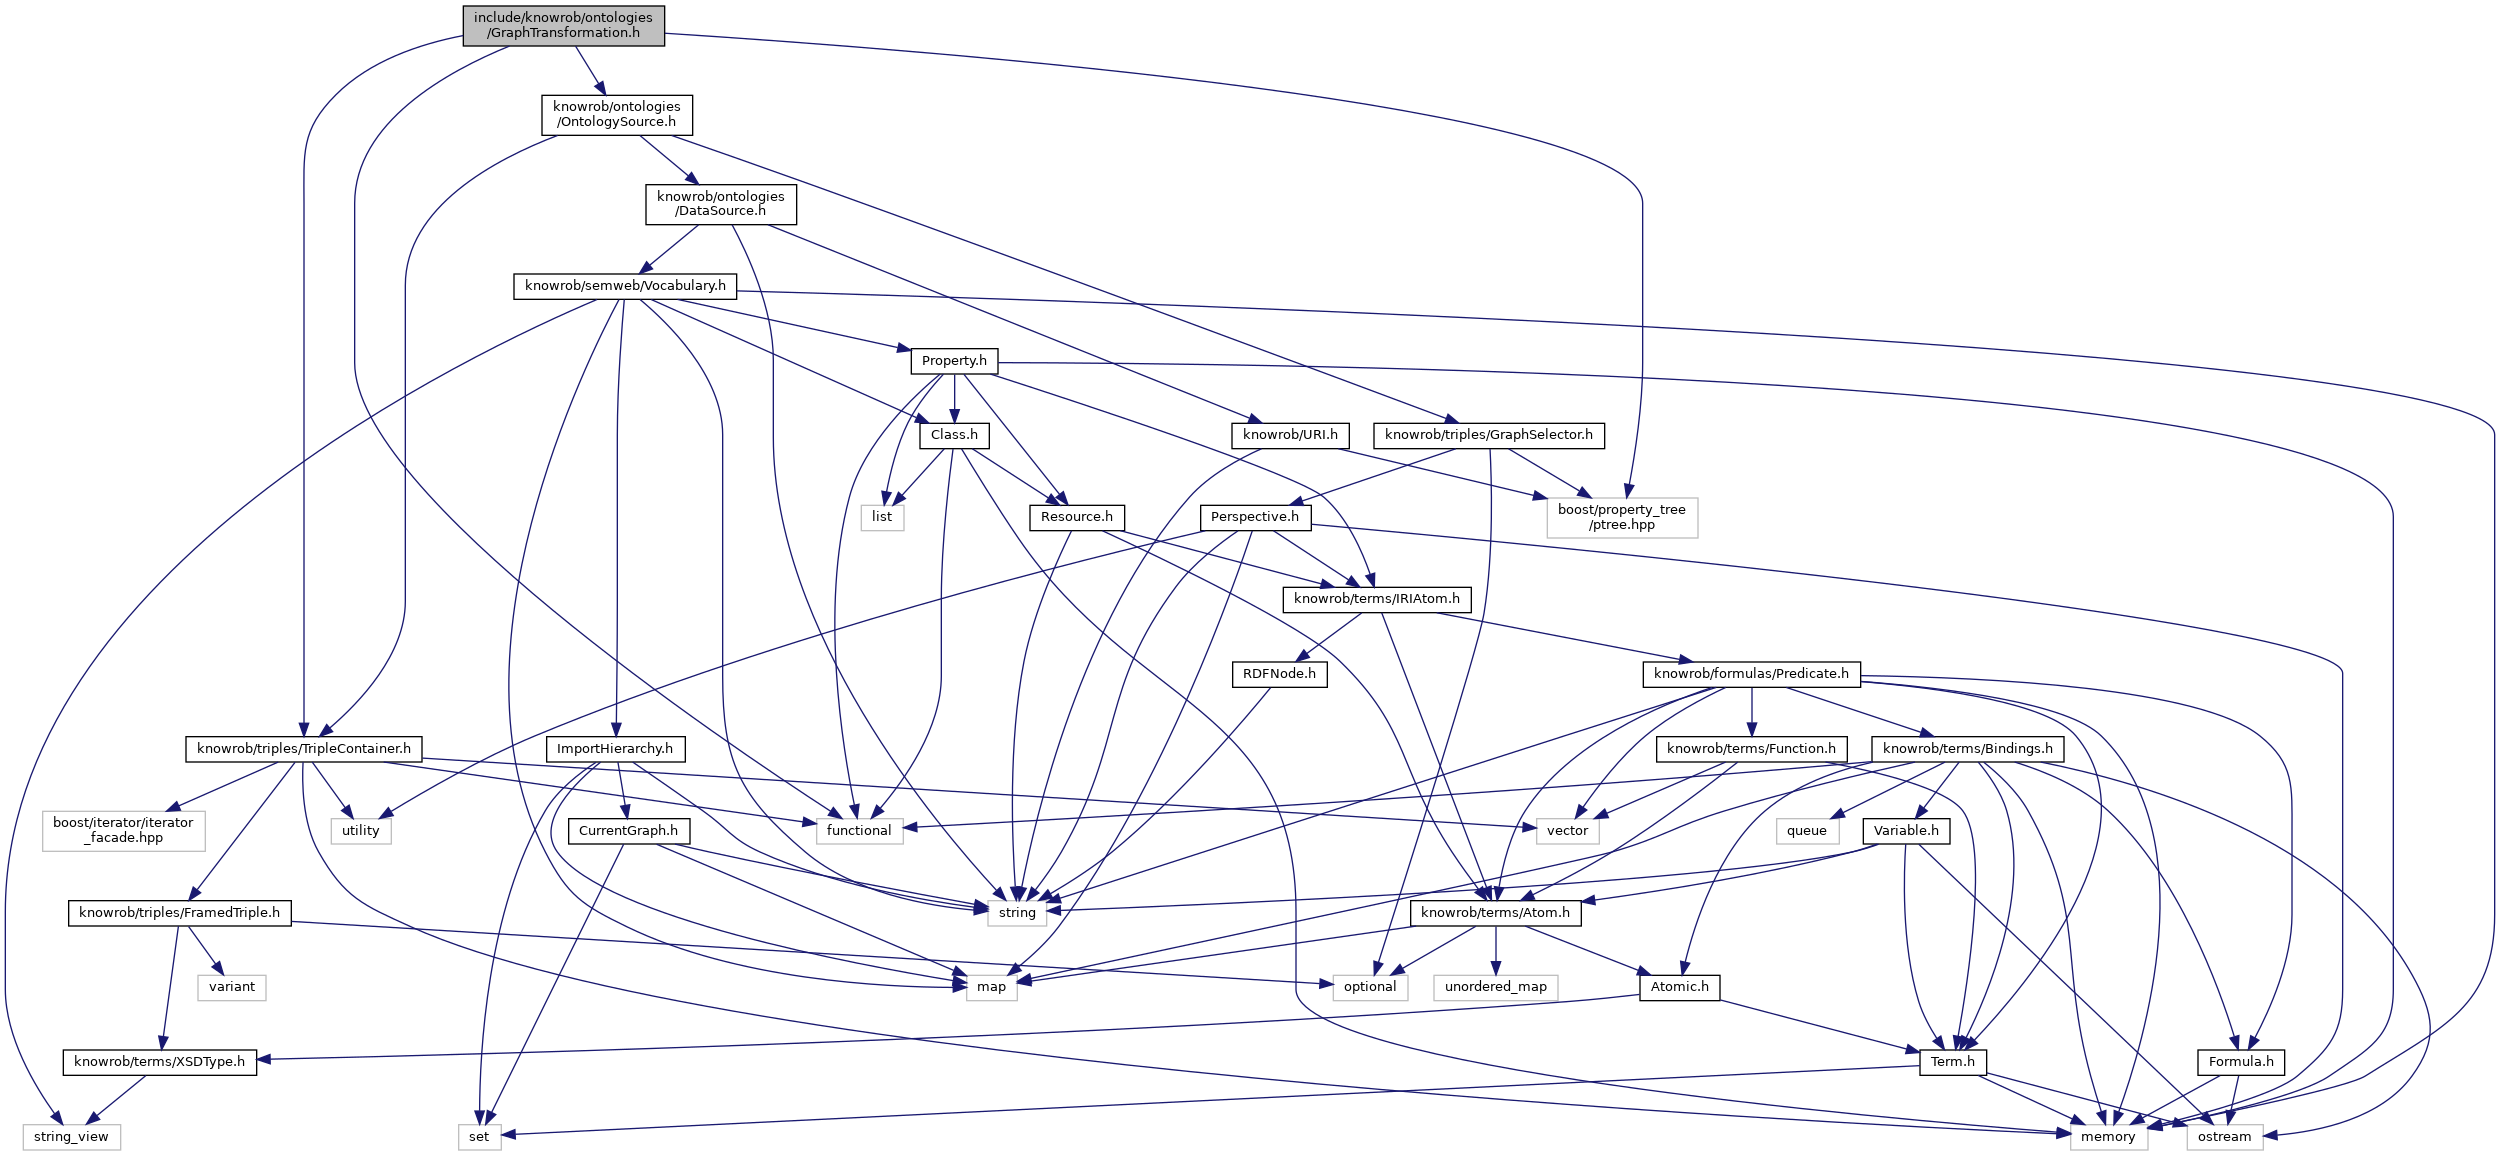 include/knowrob/ontologies
/GraphTransformation.h
knowrob/ontologies
/OntologySource.h
knowrob/ontologies
/DataSource.h
knowrob/semweb/Vocabulary.h
Property.h
Class.h
knowrob/URI.h
knowrob/triples/GraphSelector.h
list
Resource.h
Perspective.h
boost/property_tree
/ptree.hpp
knowrob/terms/IRIAtom.h
RDFNode.h
knowrob/formulas/Predicate.h
knowrob/triples/TripleContainer.h
ImportHierarchy.h
knowrob/terms/Function.h
knowrob/terms/Bindings.h
boost/iterator/iterator
_facade.hpp
utility
CurrentGraph.h
functional
vector
queue
Variable.h
knowrob/triples/FramedTriple.h
string
knowrob/terms/Atom.h
variant
map
optional
unordered_map
Atomic.h
knowrob/terms/XSDType.h
Term.h
Formula.h
string_view
set
memory
ostream